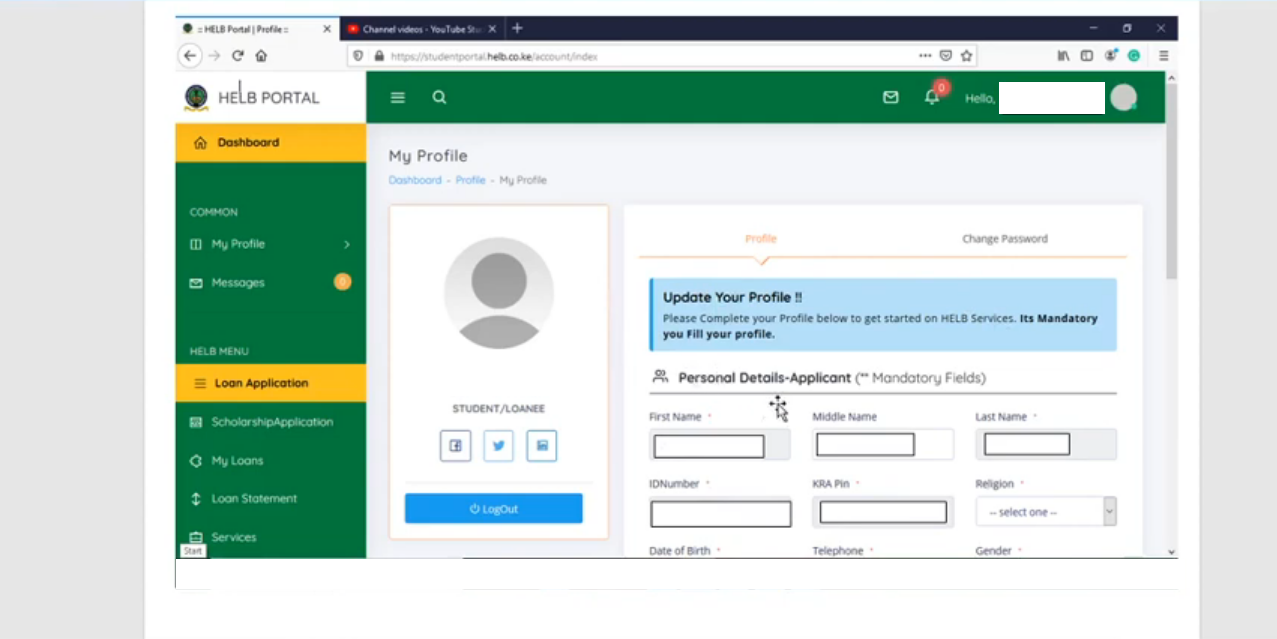 :: HELB Portal | Profile ::
Channel videos - YouTube Stu
https://studentportal.helb.co.ke/account/index
HELB PORTAL
0
Hello,
Dashboard
My Profile
Dashboard - Profile - My Profile
COMMON
My Profile
Messages
0
HELB MENU
Loan Application
ScholarshipApplication
My Loans
Loan Statement
Services
Start
STUDENT/LOANEE
LogOut
Profile
Change Password
Update Your Profile !!
Please Complete your Profile below to get started on HELB Services. Its Mandatory
you Fill your profile.
Personal Details-Applicant (** Mandatory Fields)
First Name *
Middle Name
Last Name *
IDNumber *
KRA Pin *
Religion *
-- select one --
Date of Birth *
Telephone *
Gender *